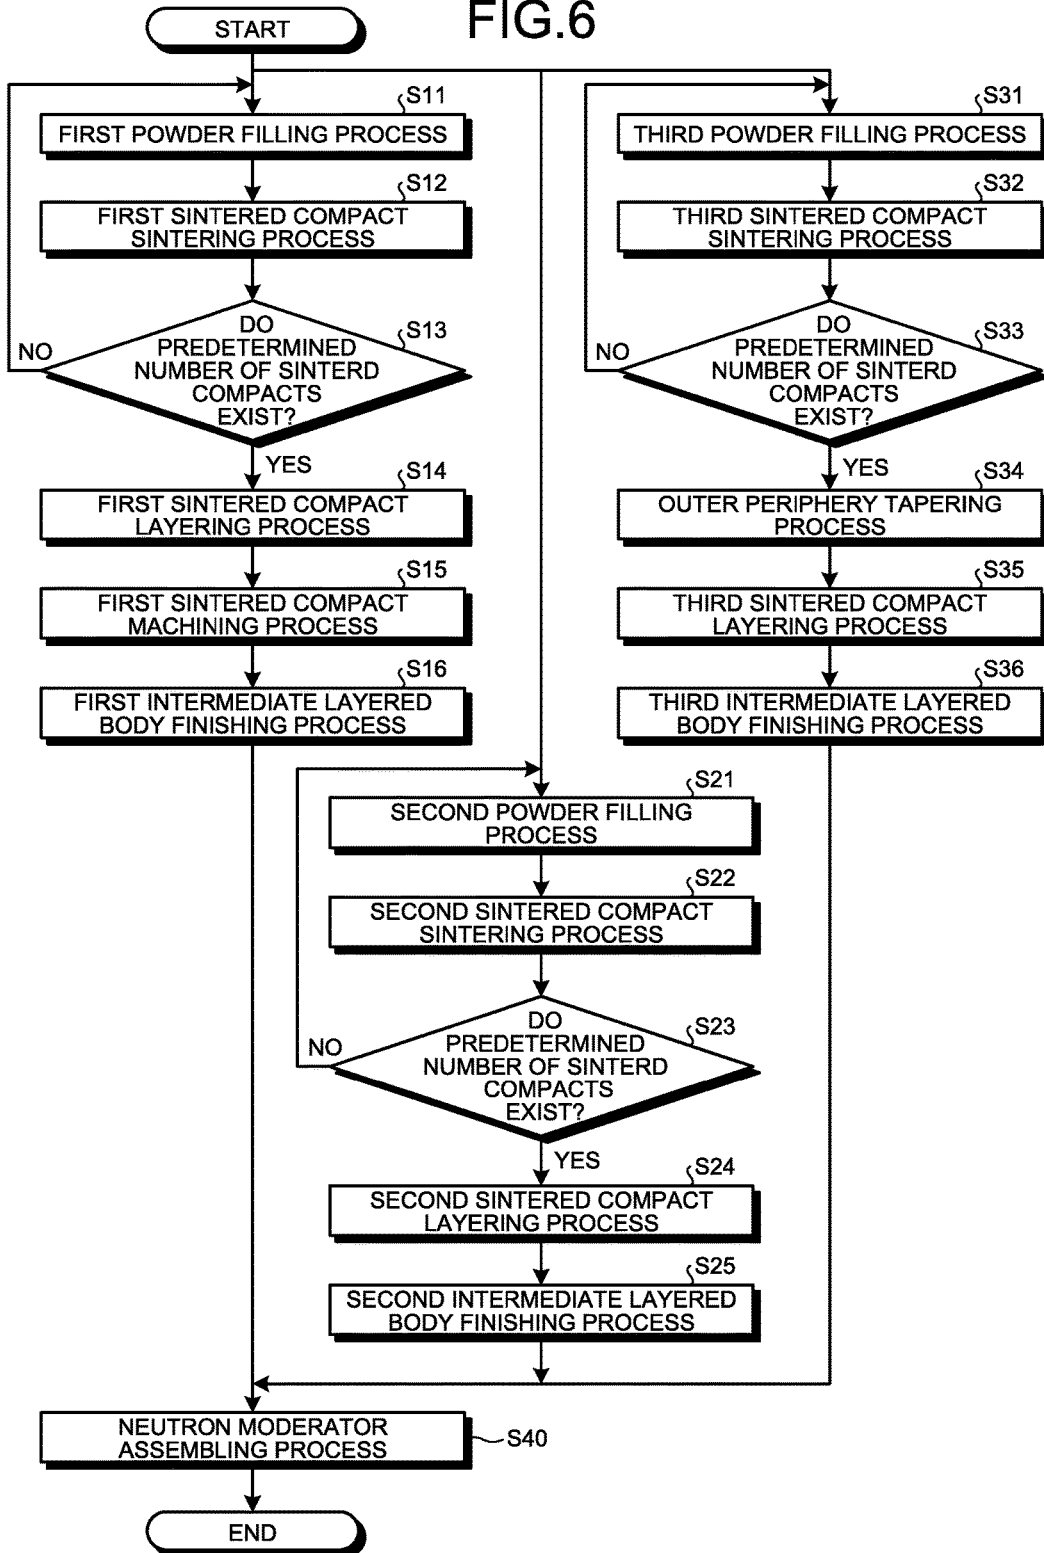 FIG.6
START
S11
FIRST POWDER FILLING PROCESS
S12
FIRST SINTERED COMPACT
SINTERING PROCESS
S13
DO
PREDETERMINED
NUMBER OF SINTERD
COMPACTS
EXIST?
NO
YES
S14
FIRST SINTERED COMPACT
LAYERING PROCESS
S15
FIRST SINTERED COMPACT
MACHINING PROCESS
S16
FIRST INTERMEDIATE LAYERED
BODY FINISHING PROCESS
S31
THIRD POWDER FILLING PROCESS
S32
THIRD SINTERED COMPACT
SINTERING PROCESS
S33
DO
PREDETERMINED
NUMBER OF SINTERD
COMPACTS
EXIST?
NO
YES
S34
OUTER PERIPHERY TAPERING
PROCESS
S35
THIRD SINTERED COMPACT
LAYERING PROCESS
S36
THIRD INTERMEDIATE LAYERED
BODY FINISHING PROCESS
S21
SECOND POWDER FILLING
PROCESS
S22
SECOND SINTERED COMPACT
SINTERING PROCESS
S23
DO
PREDETERMINED
NUMBER OF SINTERD
COMPACTS
EXIST?
NO
YES
S24
SECOND SINTERED COMPACT
LAYERING PROCESS
S25
SECOND INTERMEDIATE LAYERED
BODY FINISHING PROCESS
NEUTRON MODERATOR
ASSEMBLING PROCESS
S40
END